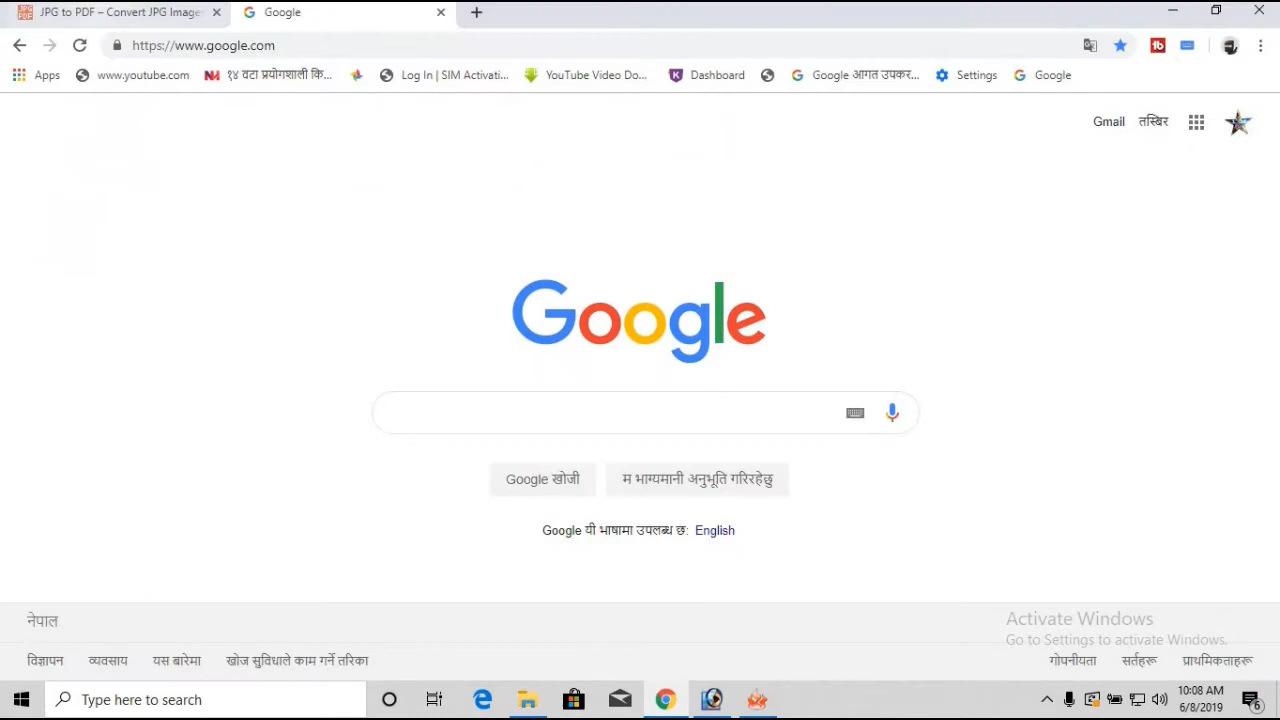 JPG to PDF – Convert JPG Image
Google
https://www.google.com
Apps
www.youtube.com
१४ वटा प्रयोगशाली कि...
Log In | SIM Activati...
YouTube Video Do...
Dashboard
Google आगत उपकर...
Settings
Google
Gmail
तस्बिर
Google
Google खोजी
म भाग्यमानी अनुभूति गरिरहेछु
Google यी भाषामा उपलब्ध छ: English
नेपाल
Activate Windows
Go to Settings to activate Windows.
विज्ञापन
व्यवसाय
यस बारेमा
खोज सुविधाले काम गर्ने तरिका
गोपनीयता
सर्तहरू
प्राथमिकताहरू
Type here to search
10:08 AM
6/8/2019
6